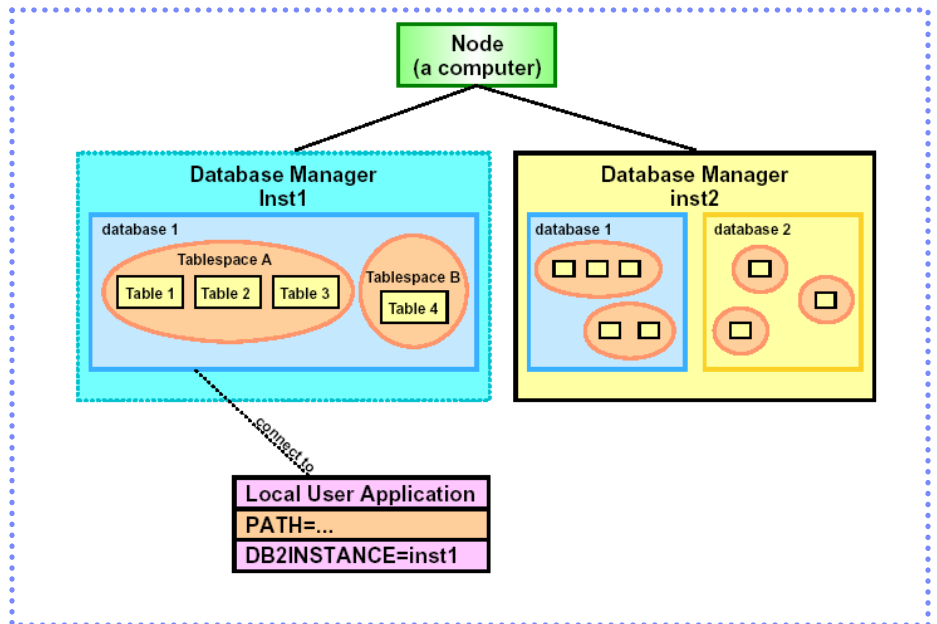 Node
(a computer)
Database Manager
Inst1
database 1
Tablespace A
Table 1
Table 2
Table 3
Tablespace B
Table 4
Database Manager
inst2
database 1
database 2
connect to
Local User Application
PATH=...
DB2INSTANCE=inst1